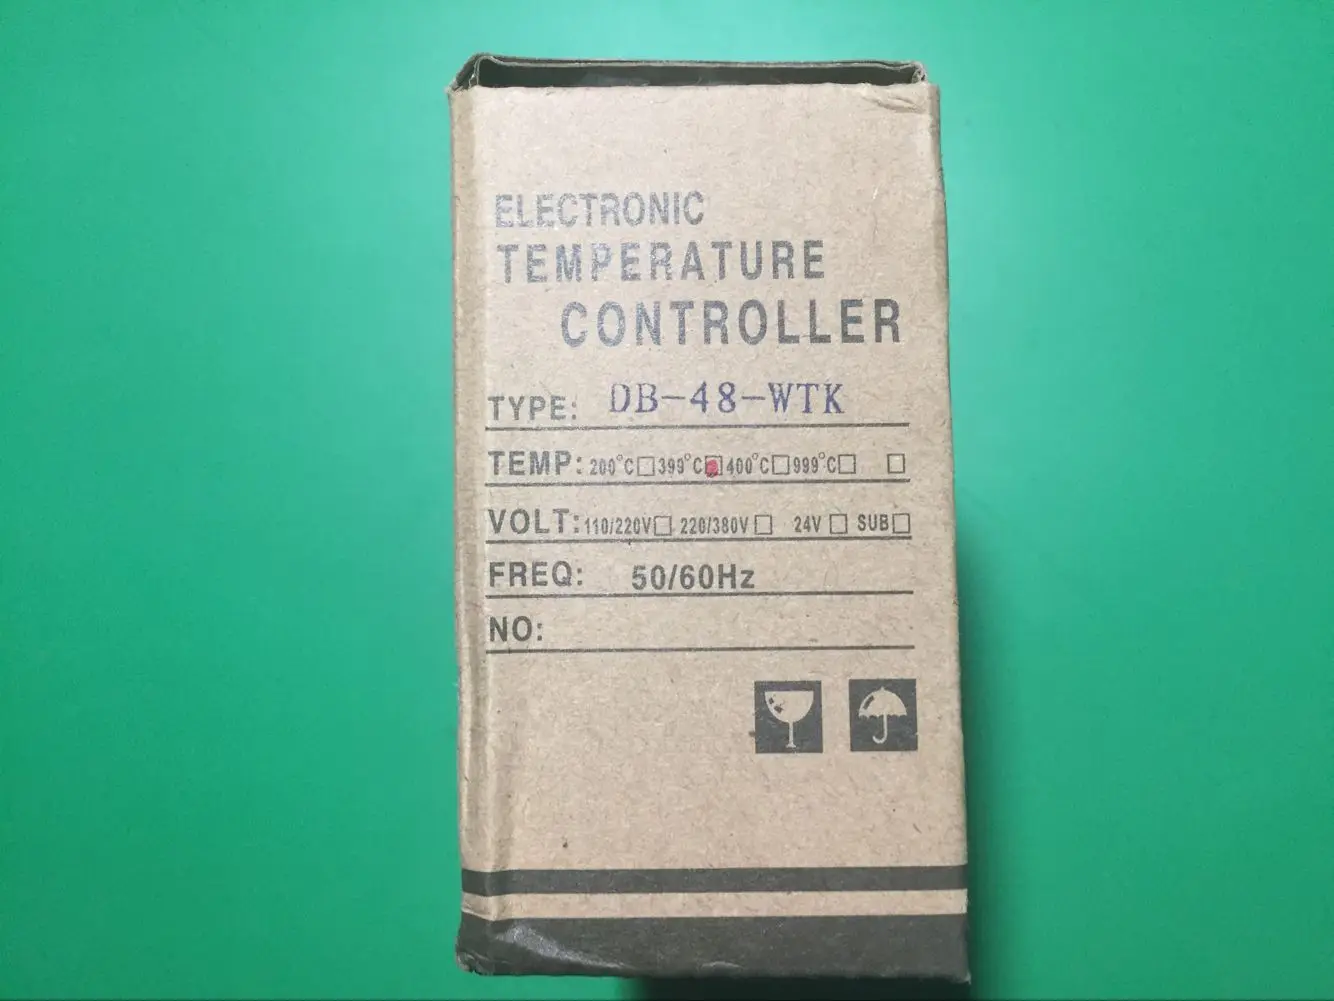 ELECTRONIC
TEMPERATURE
CONTROLLER
TYPE: DB-48-WTK
TEMP: 200°C□ 399°C□ 400°C□ 999°C□ □
VOLT: 110/220V□ 220/380V□ 24V□ SUB□
FREQ: 50/60Hz
NO: